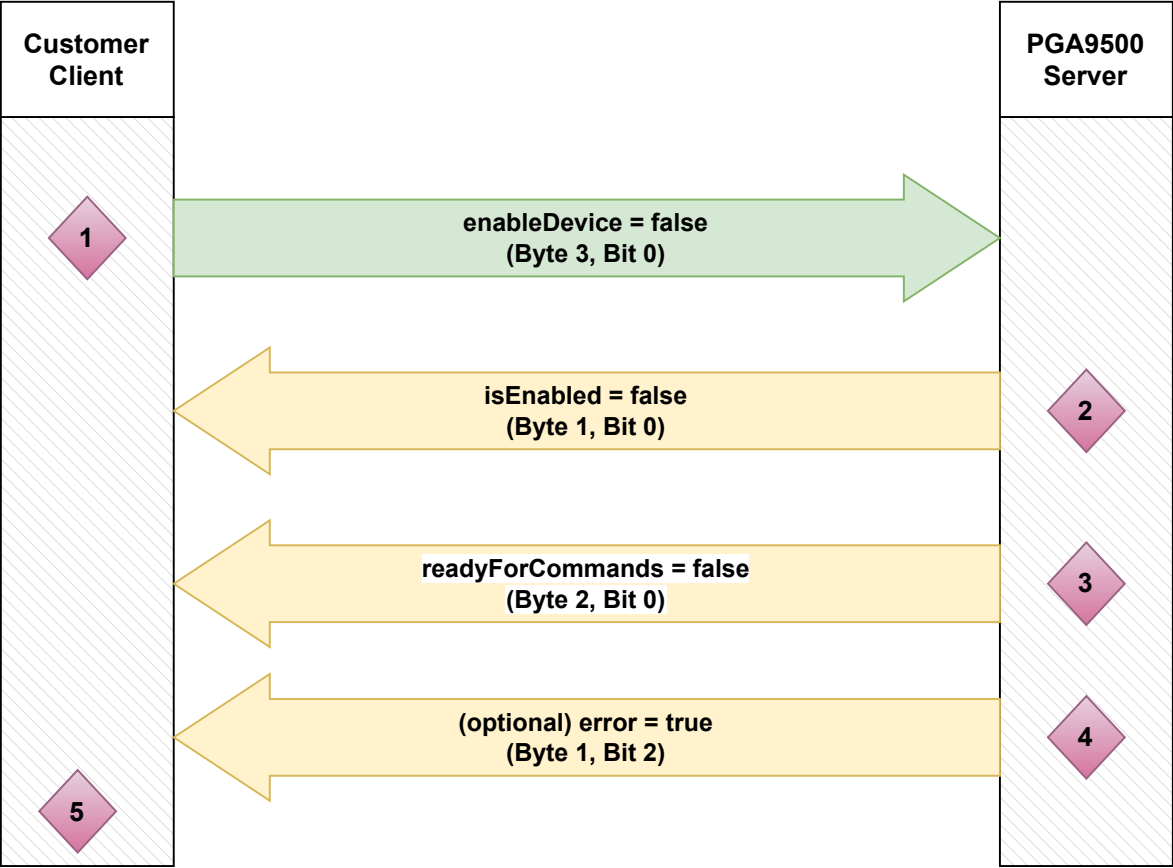 Customer
Client
PGA9500
Server
1
enableDevice = false
(Byte 3, Bit 0)
isEnabled = false
(Byte 1, Bit 0)
2
readyForCommands = false
(Byte 2, Bit 0)
3
(optional) error = true
(Byte 1, Bit 2)
4
5